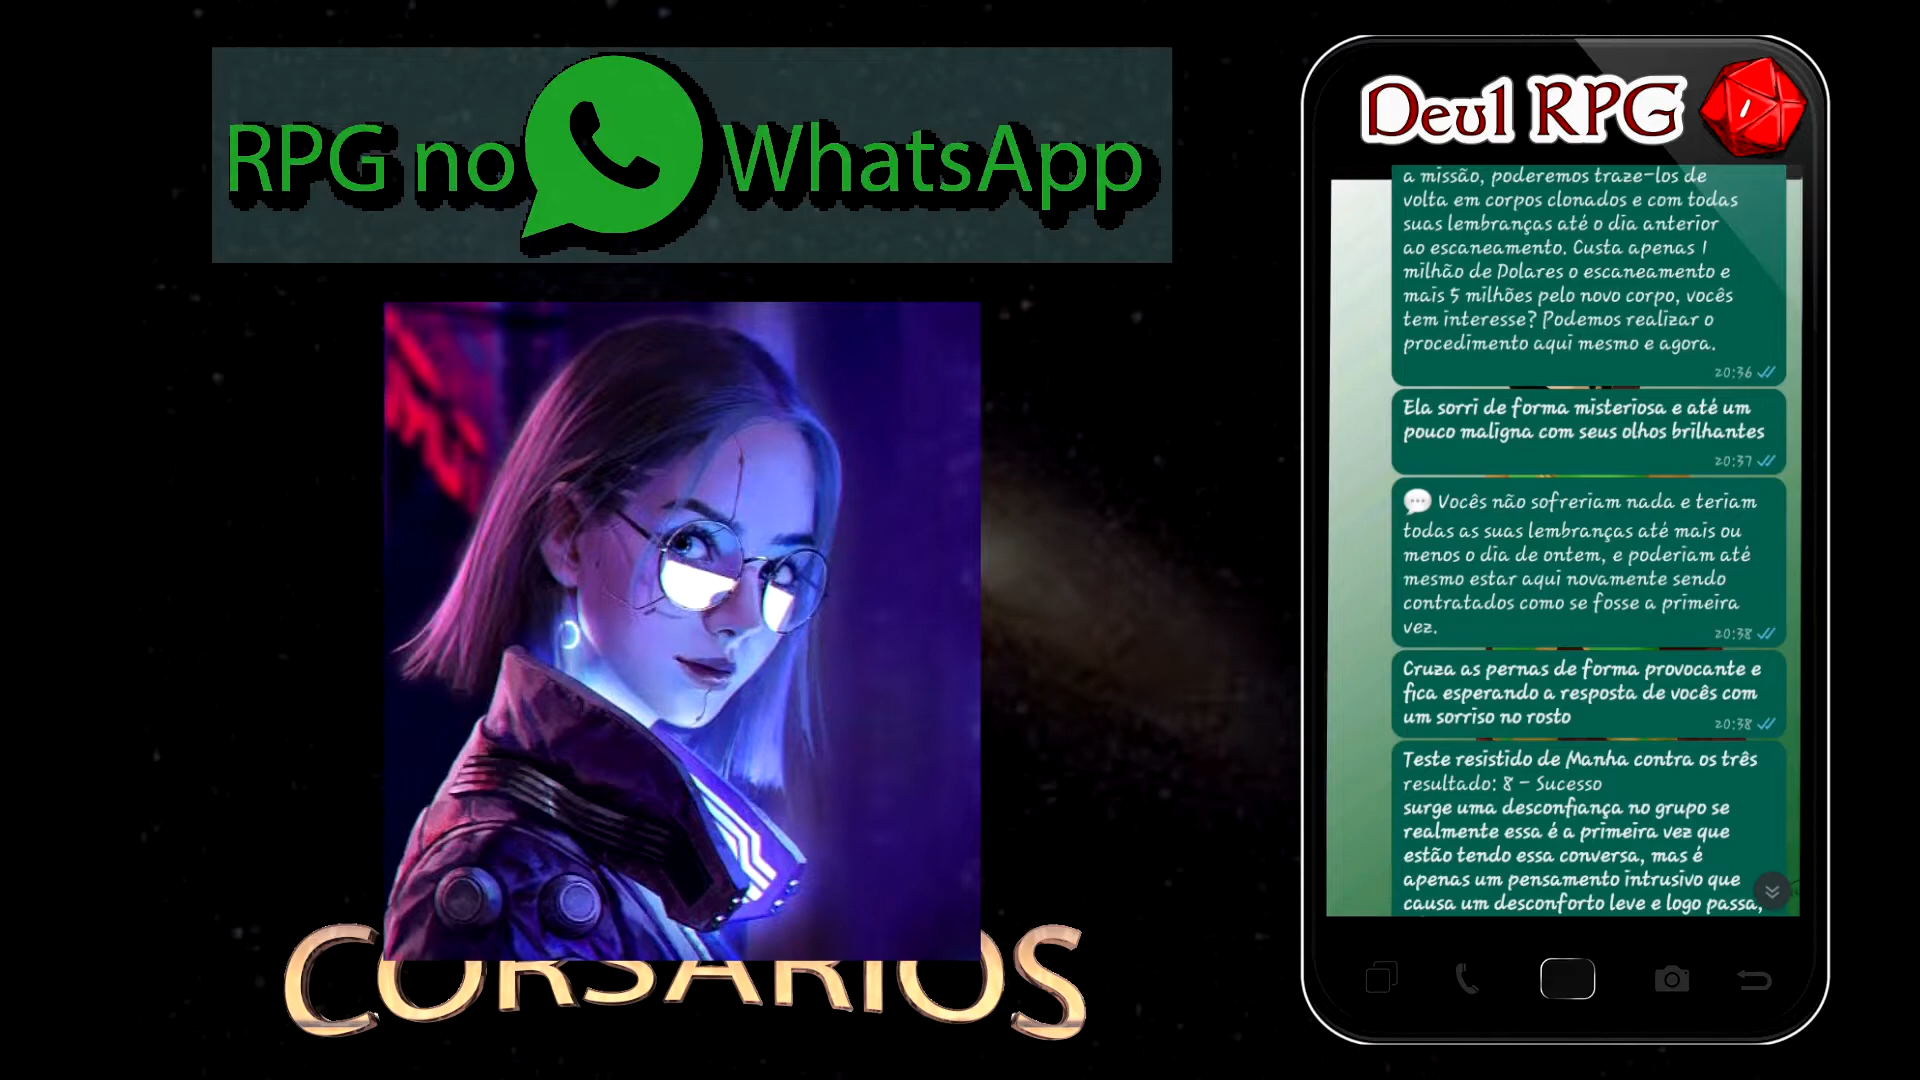 RPG no WhatsApp
CORSÁRIOS
Deu1 RPG
a missão, poderemos traze-los de
volta em corpos clonados e com todas
suas lembranças até o dia anterior
ao escaneamento. Custa apenas 1
milhão de Dolares o escaneamento e
mais 5 milhões pelo novo corpo, vocês
tem interesse? Podemos realizar o
procedimento aqui mesmo e agora.
20:36
Ela sorri de forma misteriosa e até um
pouco maligna com seus olhos brilhantes
20:37
💬 Vocês não sofreriam nada e teriam
todas as suas lembranças até mais ou
menos o dia de ontem, e poderiam até
mesmo estar aqui novamente sendo
contratados como se fosse a primeira
vez.
20:38
Cruza as pernas de forma provocante e
fica esperando a resposta de vocês com
um sorriso no rosto
20:38
Teste resistido de Manha contra os três
resultado: 8 - Sucesso
surge uma desconfiança no grupo se
realmente essa é a primeira vez que
estão tendo essa conversa, mas é
apenas um pensamento intrusivo que
causa um desconforto leve e logo passa,